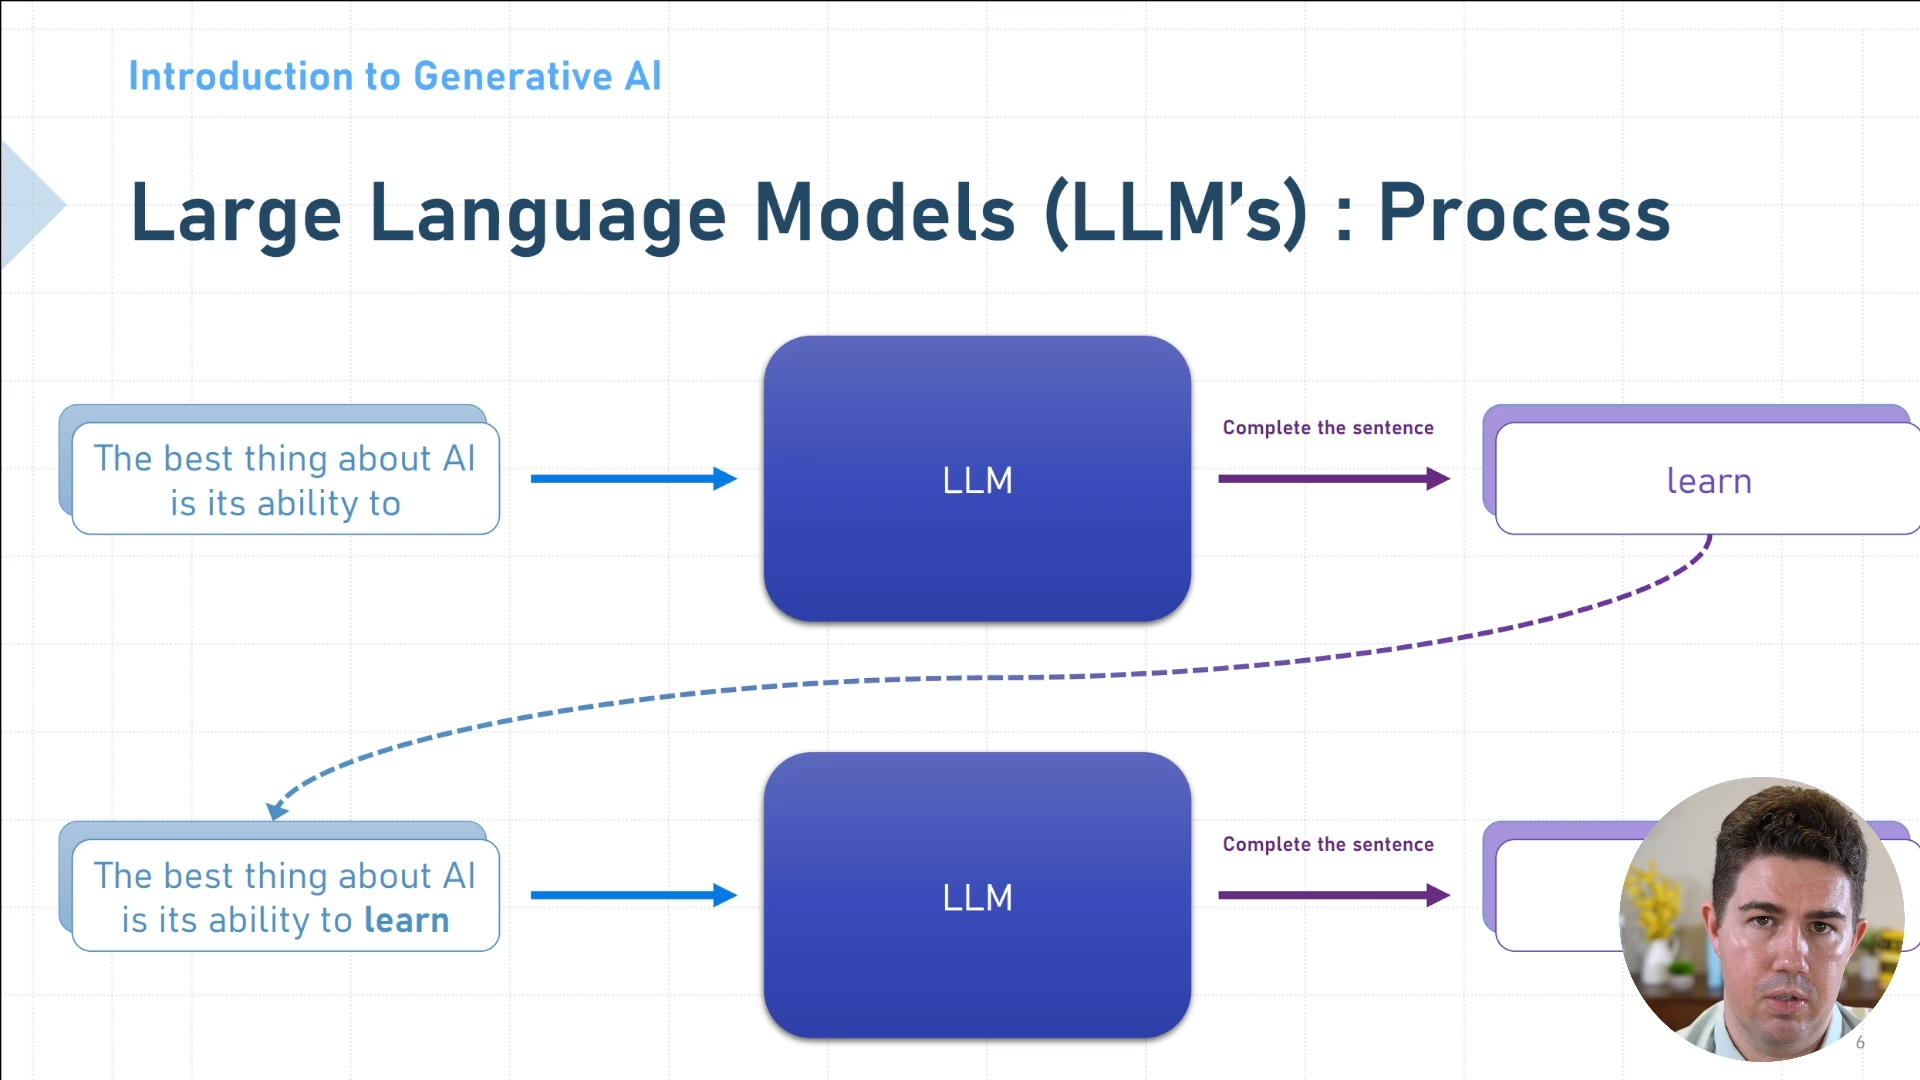 Introduction to Generative AI
Large Language Models (LLM’s) : Process
The best thing about AI
is its ability to
LLM
Complete the sentence
learn
The best thing about AI
is its ability to learn
LLM
Complete the sentence
6